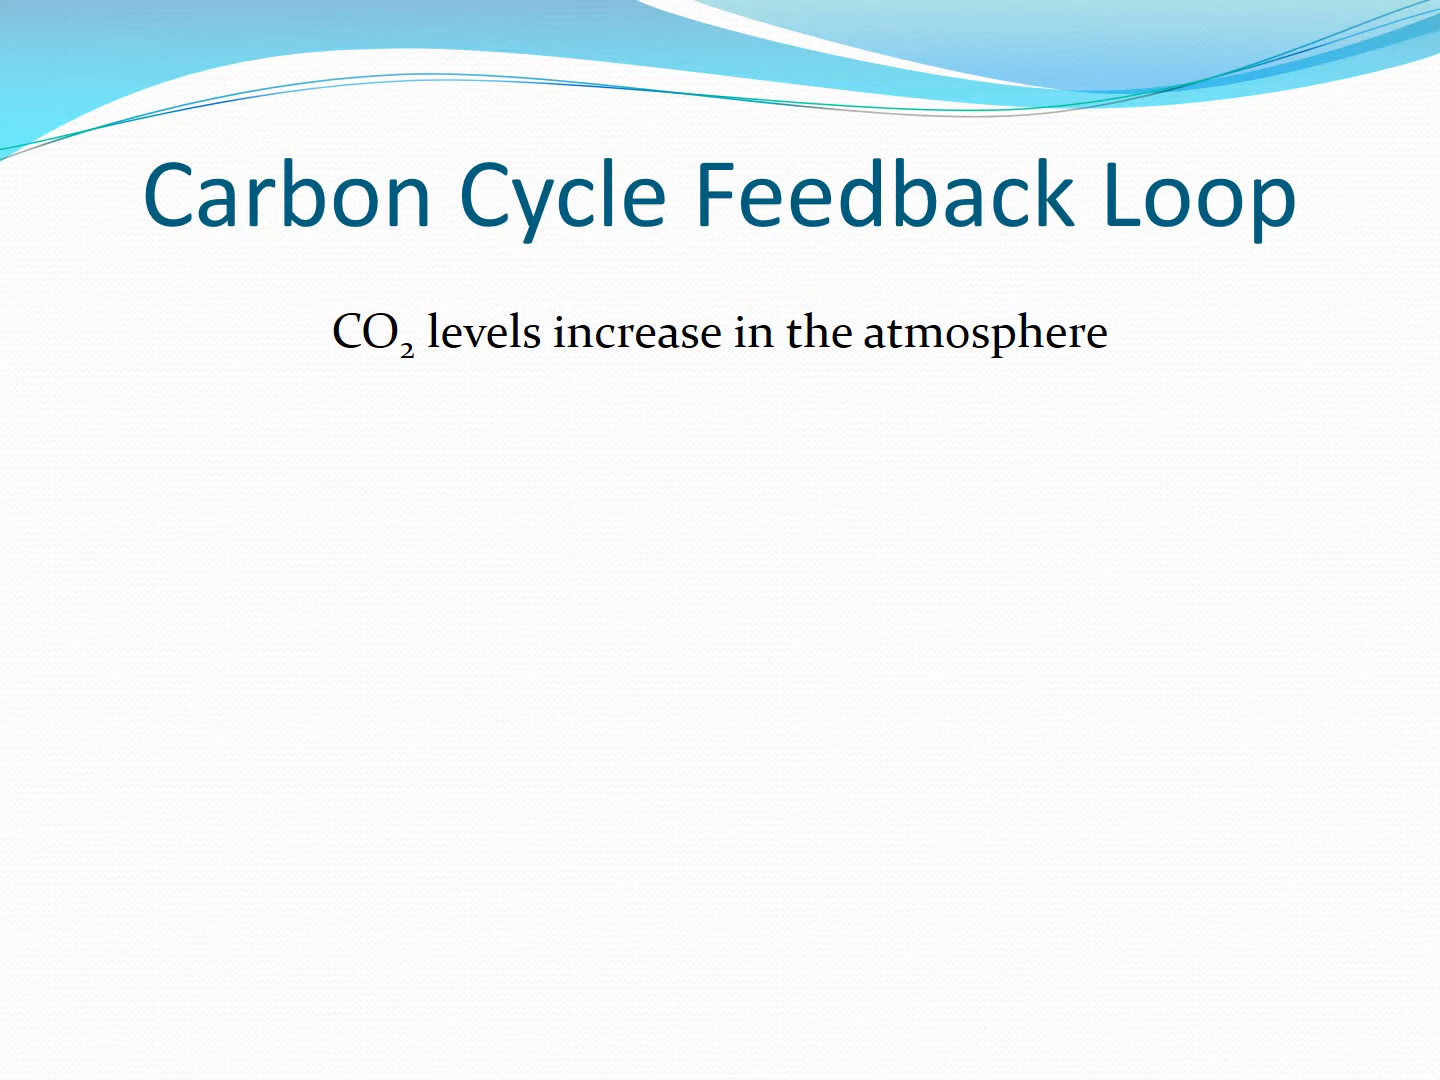 Carbon Cycle Feedback Loop
CO₂ levels increase in the atmosphere